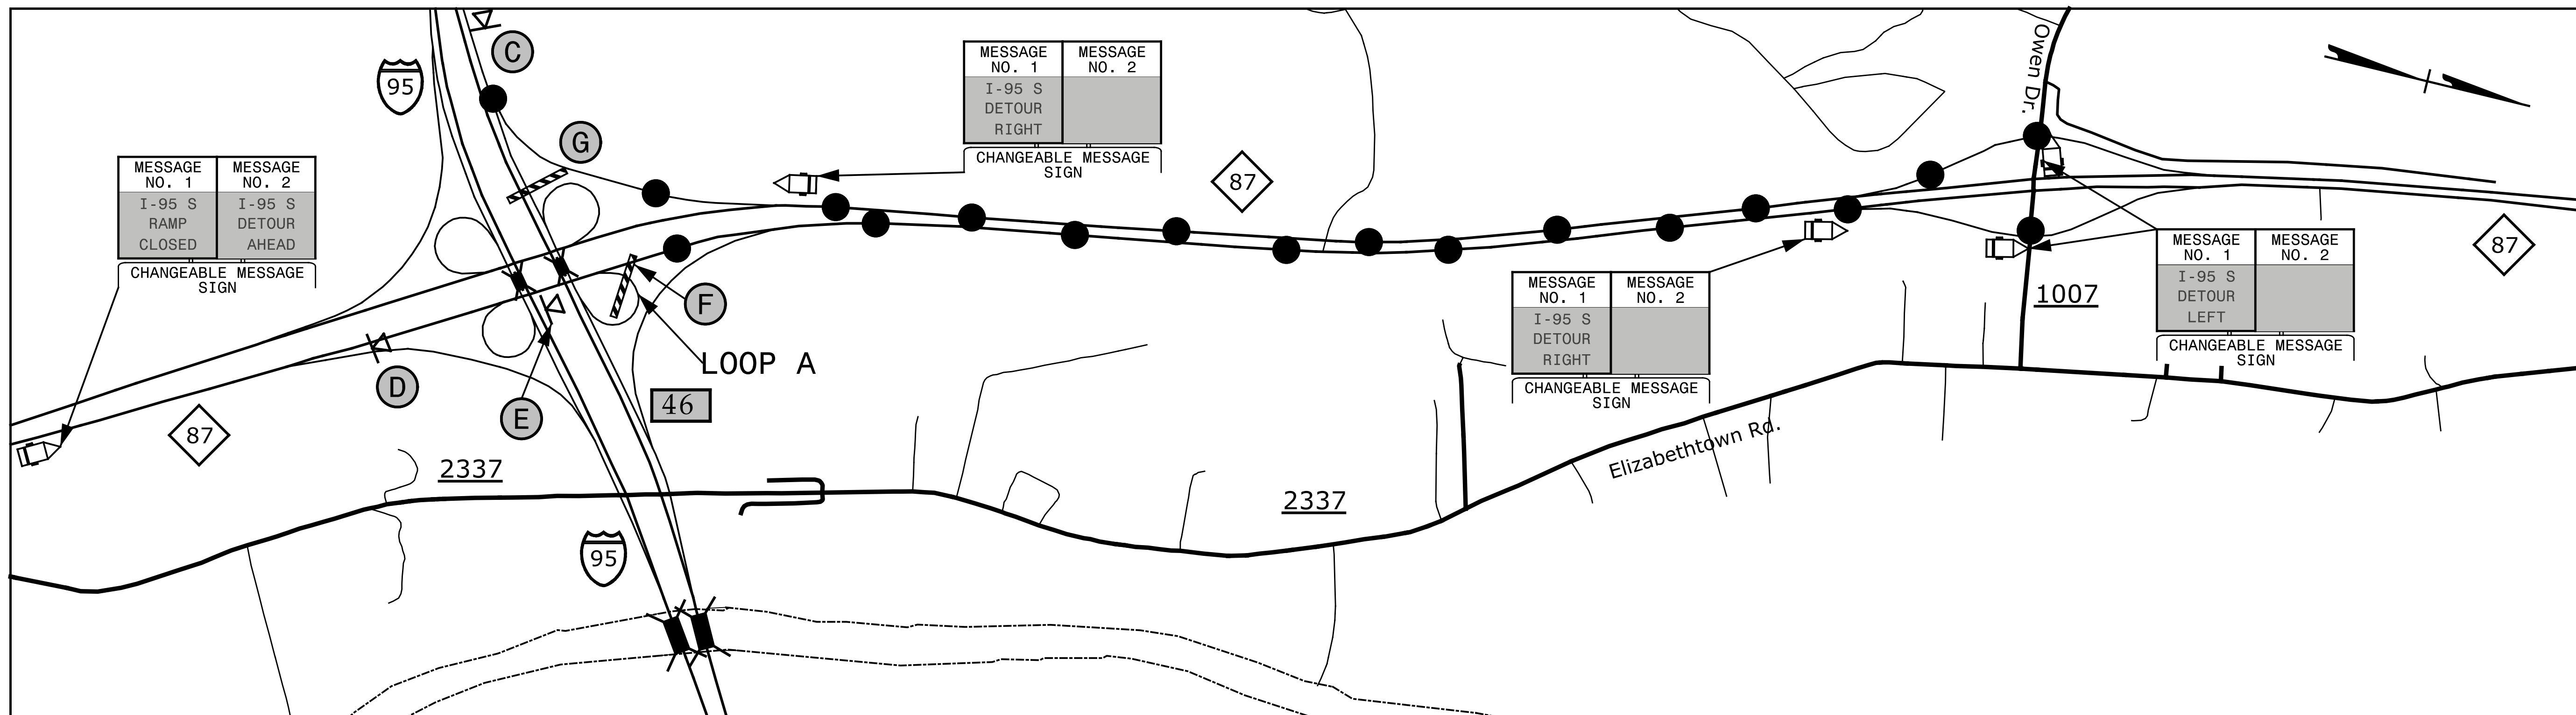 C
95
G
MESSAGE NO. 1
MESSAGE NO. 2
I-95 S
DETOUR
RIGHT
CHANGEABLE MESSAGE
SIGN
87
Owen Dr.
MESSAGE NO. 1
MESSAGE NO. 2
I-95 S
RAMP
CLOSED
I-95 S
DETOUR
AHEAD
CHANGEABLE MESSAGE
SIGN
F
LOOP A
D
E
46
87
2337
MESSAGE NO. 1
MESSAGE NO. 2
I-95 S
DETOUR
RIGHT
CHANGEABLE MESSAGE
SIGN
1007
MESSAGE NO. 1
MESSAGE NO. 2
I-95 S
DETOUR
LEFT
CHANGEABLE MESSAGE
SIGN
87
Elizabethtown Rd.
2337
95